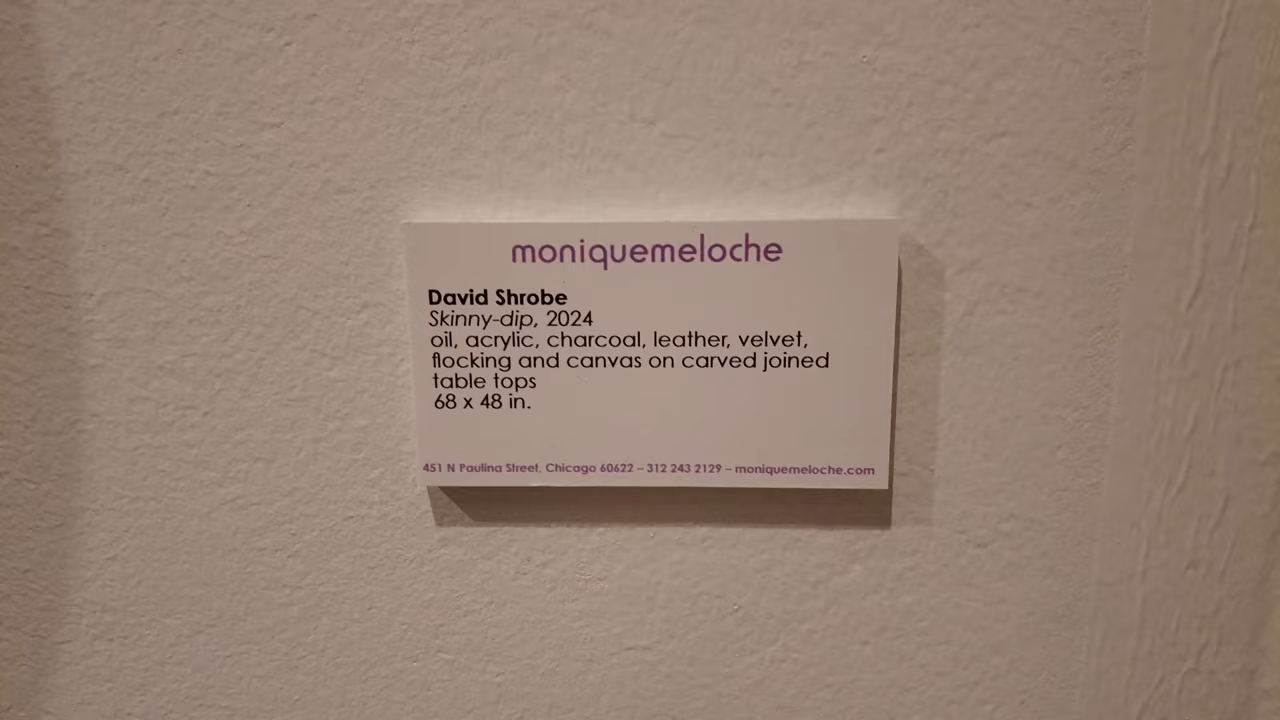 moniquemeloche
David Shrobe
Skinny-dip, 2024
oil, acrylic, charcoal, leather, velvet,
flocking and canvas on carved joined
table tops
68 x 48 in.
451 N Paulina Street, Chicago 60622 – 312 243 2129 – moniquemeloche.com